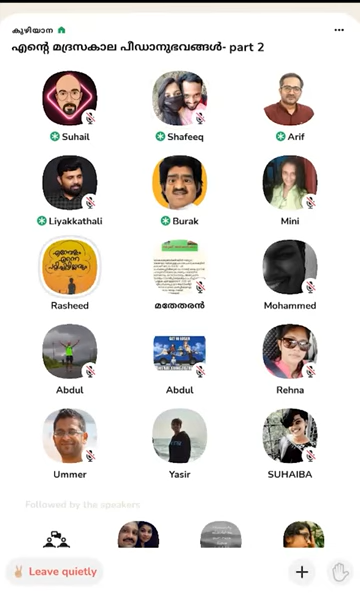 കുഴിയാന
എന്റെ മദ്രസകാല പീഡാനുഭവങ്ങൾ- part 2
Suhail
Shafeeq
Arif
Liyakkathali
Burak
Mini
Rasheed
മതേതരൻ
Mohammed
Abdul
Abdul
Rehna
Ummer
Yasir
SUHAIBA
Followed by the speakers
Leave quietly